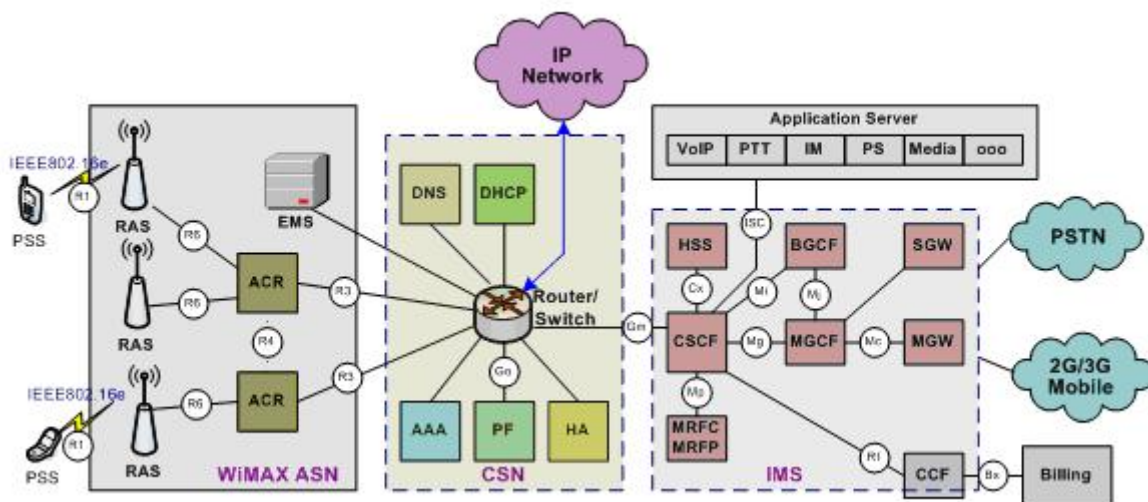 IP
Network
Application Server
VoIP PTT IM PS Media ooo
IEEE802.16e
R1
PSS
RAS
R6
EMS
DNS DHCP
ISC
HSS BGCF SGW
PSTN
RAS
R6
ACR
R3
Router/
Switch
Cx
Mi
Mj
R4
Gm
CSCF
Mg
MGCF
Mc
MGW
2G/3G
Mobile
IEEE802.16e
R1
PSS
RAS
R6
ACR
R3
AAA PF HA
Mp
MRFC
MRFP
Rf
CCF
Bx
Billing
WiMAX ASN
CSN
IMS